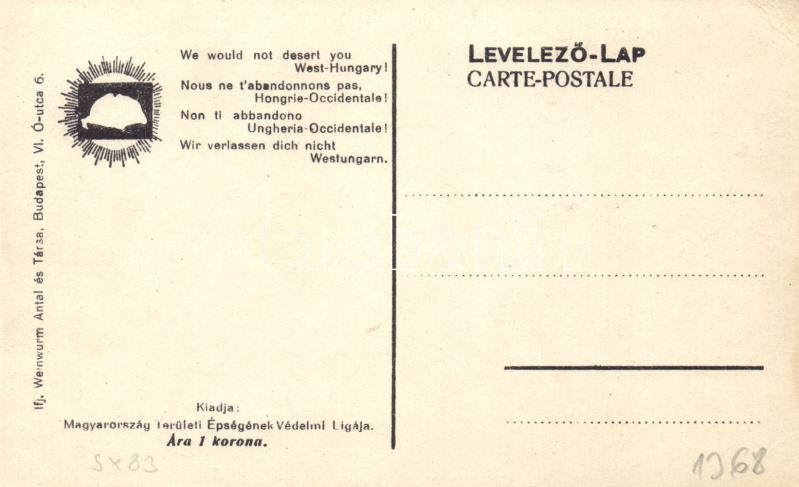 Ifj. Weinwurm Antal és Társa, Budapest, VI. Ó-utca 6.
We would not desert you
West-Hungary!
Nous ne t'abandonnons pas,
Hongrie-Occidentale!
Non ti abbandono
Ungheria-Occidentale!
Wir verlassen dich nicht
Westungarn.
Kiadja:
Magyarország területi Épségének Védelmi Ligája.
Ára 1 korona.
LEVELEZŐ-LAP
CARTE-POSTALE
1968